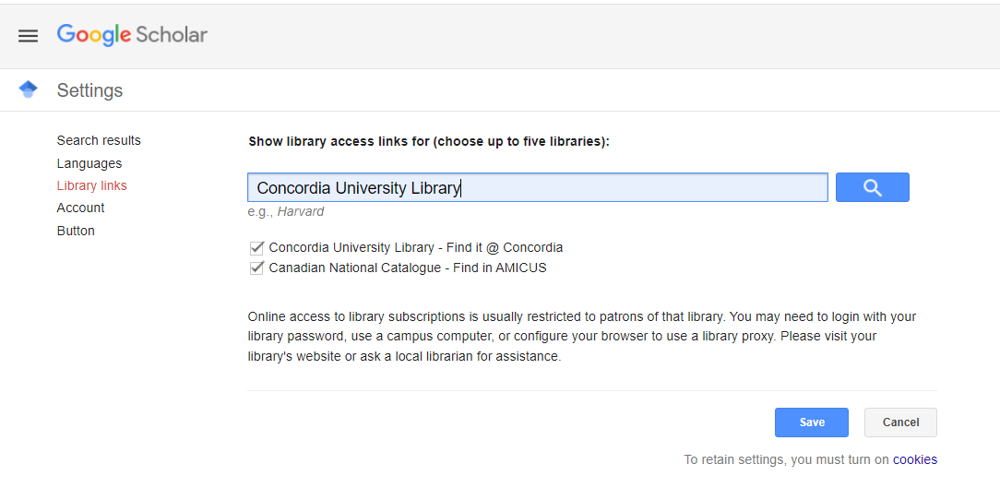 Google Scholar
Settings
Search results
Languages
Library links
Account
Button
Show library access links for (choose up to five libraries):
Concordia University Library
e.g., Harvard
Concordia University Library - Find it @ Concordia
Canadian National Catalogue - Find in AMICUS
Online access to library subscriptions is usually restricted to patrons of that library. You may need to login with your
library password, use a campus computer, or configure your browser to use a library proxy. Please visit your
library's website or ask a local librarian for assistance.
Save
Cancel
To retain settings, you must turn on cookies